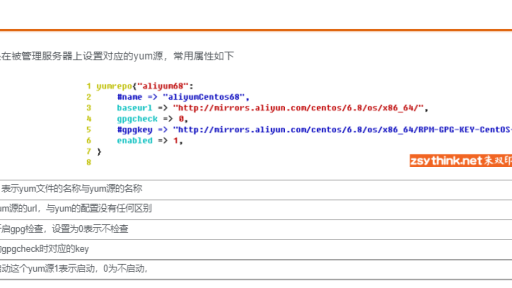 在被管理服务器上设置对应的yum源，常用属性如下
1 yumrepo{"aliyum68":
2 #name => "aliyumCentos68",
3 baseurl => "http://mirrors.aliyun.com/centos/6.8/os/x86_64/",
4 gpgcheck => 0,
5 #gpgkey => "http://mirrors.aliyun.com/centos/6.8/os/x86_64/RPM-GPG-KEY-CentOS-
6 enabled => 1,
7 }
8
zsythink.net朱双印
表示yum文件的名称与yum源的名称
um源的url，与yum的配置没有任何区别
启gpg检查，设置为0表示不检查
gpgcheck时对应的key
动这个yum源1表示启动，0为不启动。